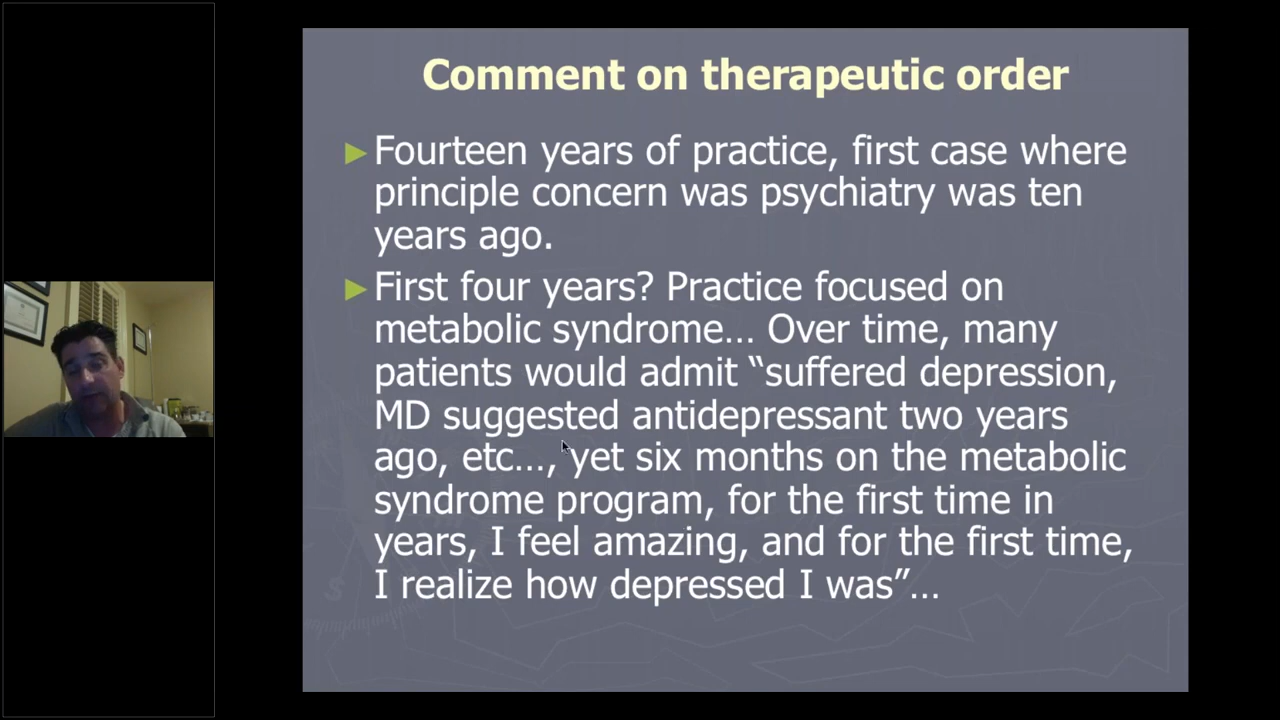 Comment on therapeutic order
►Fourteen years of practice, first case where
principle concern was psychiatry was ten
years ago.
►First four years? Practice focused on
metabolic syndrome… Over time, many
patients would admit “suffered depression,
MD suggested antidepressant two years
ago, etc…, yet six months on the metabolic
syndrome program, for the first time in
years, I feel amazing, and for the first time,
I realize how depressed I was”…